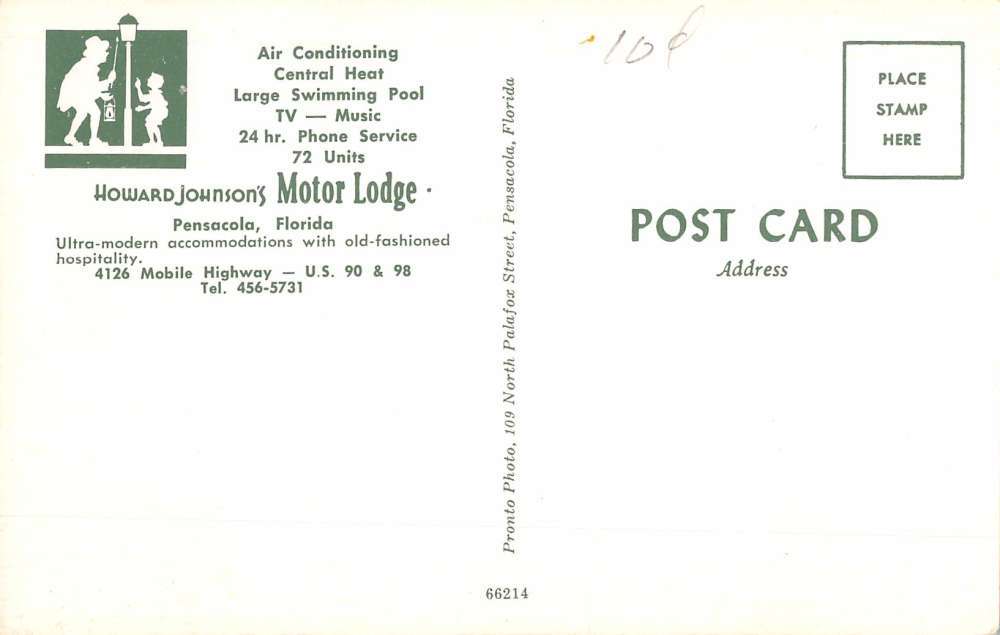 Air Conditioning
Central Heat
Large Swimming Pool
TV — Music
24 hr. Phone Service
72 Units
Howard Johnson's Motor Lodge
Pensacola, Florida
Ultra-modern accommodations with old-fashioned
hospitality.
4126 Mobile Highway — U.S. 90 & 98
Tel. 456-5731
Pronto Photo, 109 North Palafox Street, Pensacola, Florida
66214
10¢
PLACE
STAMP
HERE
POST CARD
Address